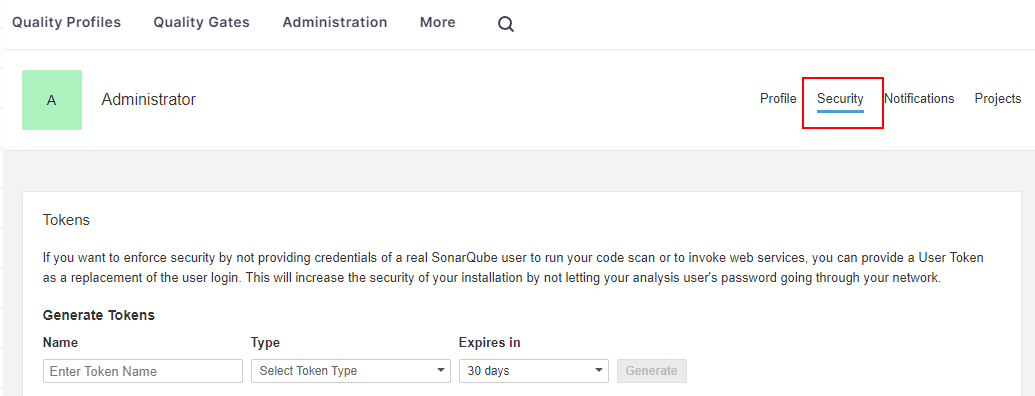 Quality Profiles Quality Gates Administration More
A Administrator Profile Security Notifications Projects
Tokens
If you want to enforce security by not providing credentials of a real SonarQube user to run your code scan or to invoke web services, you can provide a User Token
as a replacement of the user login. This will increase the security of your installation by not letting your analysis user's password going through your network.
Generate Tokens
Name Type Expires in
Enter Token Name Select Token Type 30 days Generate